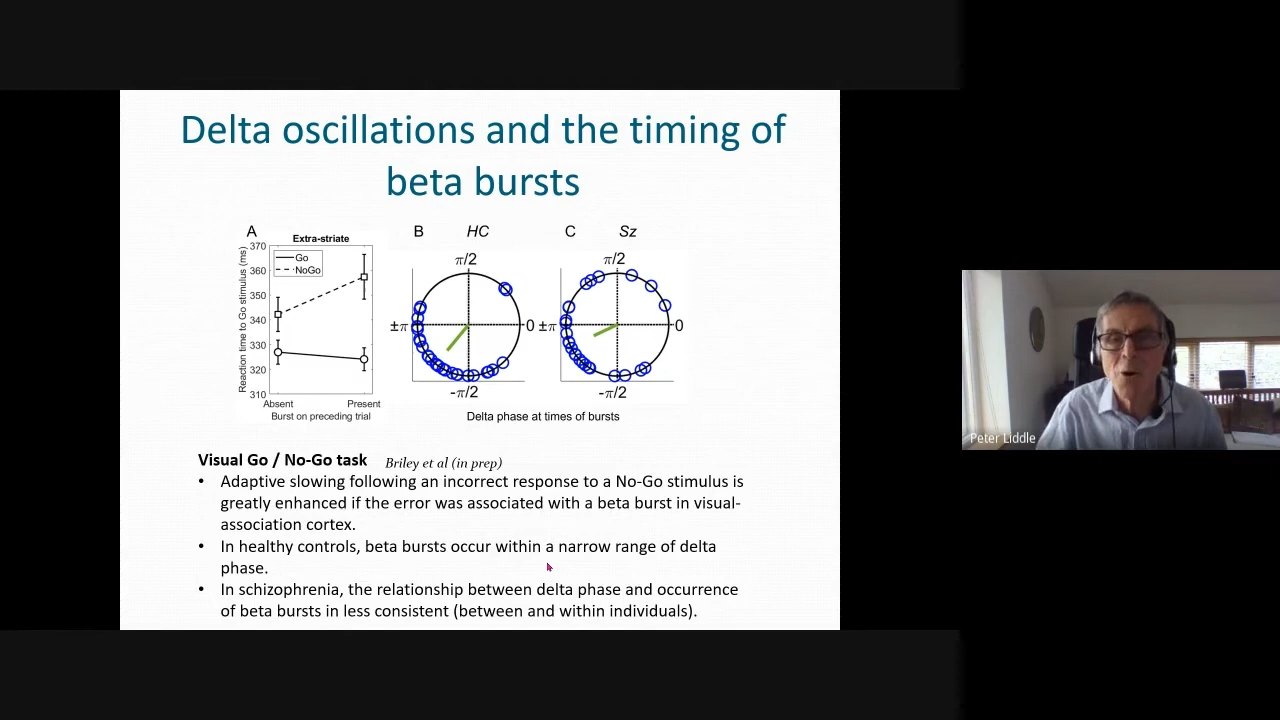 Delta oscillations and the timing of
beta bursts
A
Extra-striate
370
360
350
340
330
320
310
Reaction time to Go stimulus (ms)
Go
NoGo
Absent
Present
Burst on preceding trial
B
HC
π/2
±π
0
-π/2
C
Sz
π/2
±π
0
-π/2
Delta phase at times of bursts
Visual Go / No-Go task Briley et al (in prep)
• Adaptive slowing following an incorrect response to a No-Go stimulus is
greatly enhanced if the error was associated with a beta burst in visual-
association cortex.
• In healthy controls, beta bursts occur within a narrow range of delta
phase.
• In schizophrenia, the relationship between delta phase and occurrence
of beta bursts in less consistent (between and within individuals).
Peter Liddle